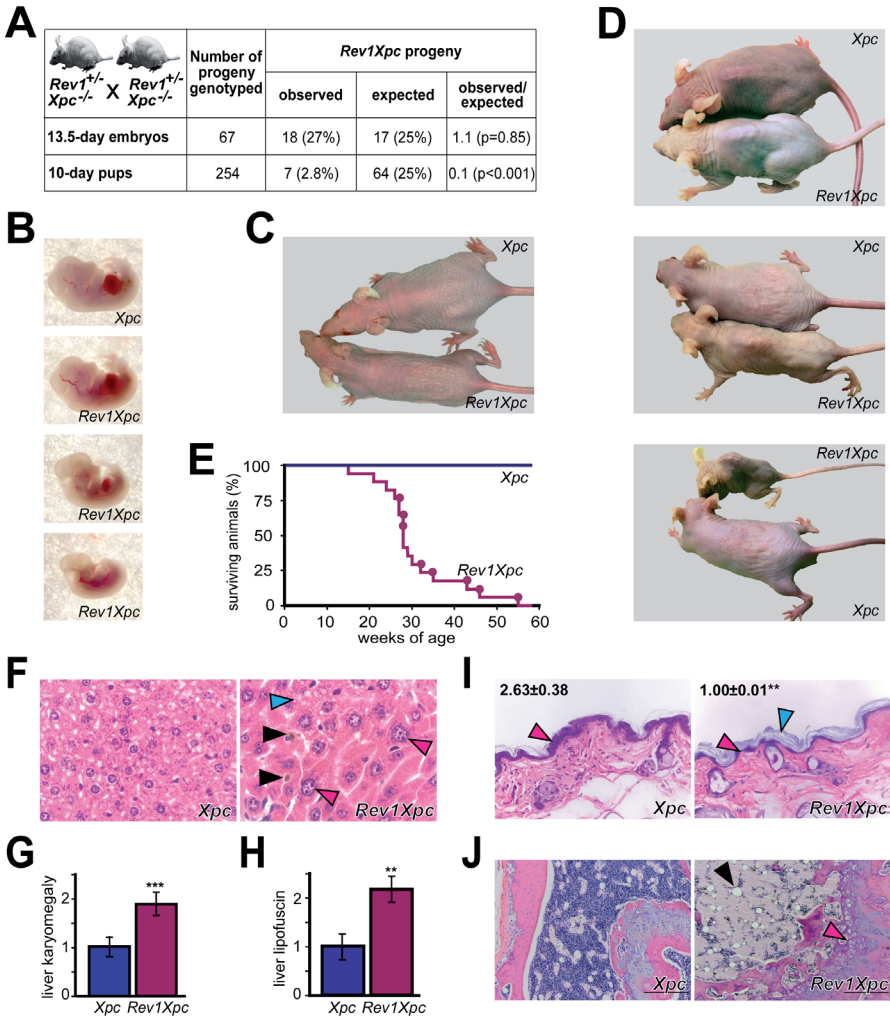 A
Rev1+/- Xpc-/- X Rev1+/- Xpc-/-
Number of progeny genotyped
Rev1Xpc progeny
observed
expected
observed/expected
13.5-day embryos 67 18 (27%) 17 (25%) 1.1 (p=0.85)
10-day pups 254 7 (2.8%) 64 (25%) 0.1 (p<0.001)
B
Xpc
Rev1Xpc
Rev1Xpc
Rev1Xpc
C
Xpc
Rev1Xpc
D
Xpc
Rev1Xpc
Xpc
Rev1Xpc
Rev1Xpc
Xpc
E
surviving animals (%)
100
75
50
25
0
Xpc
Rev1Xpc
0 10 20 30 40 50 60
weeks of age
F
Xpc
Rev1Xpc
G
liver karyomegaly
2
1
0
***
Xpc Rev1Xpc
H
liver lipofuscin
2
1
0
**
Xpc Rev1Xpc
I
2.63±0.38
Xpc
1.00±0.01**
Rev1Xpc
J
Xpc
Rev1Xpc